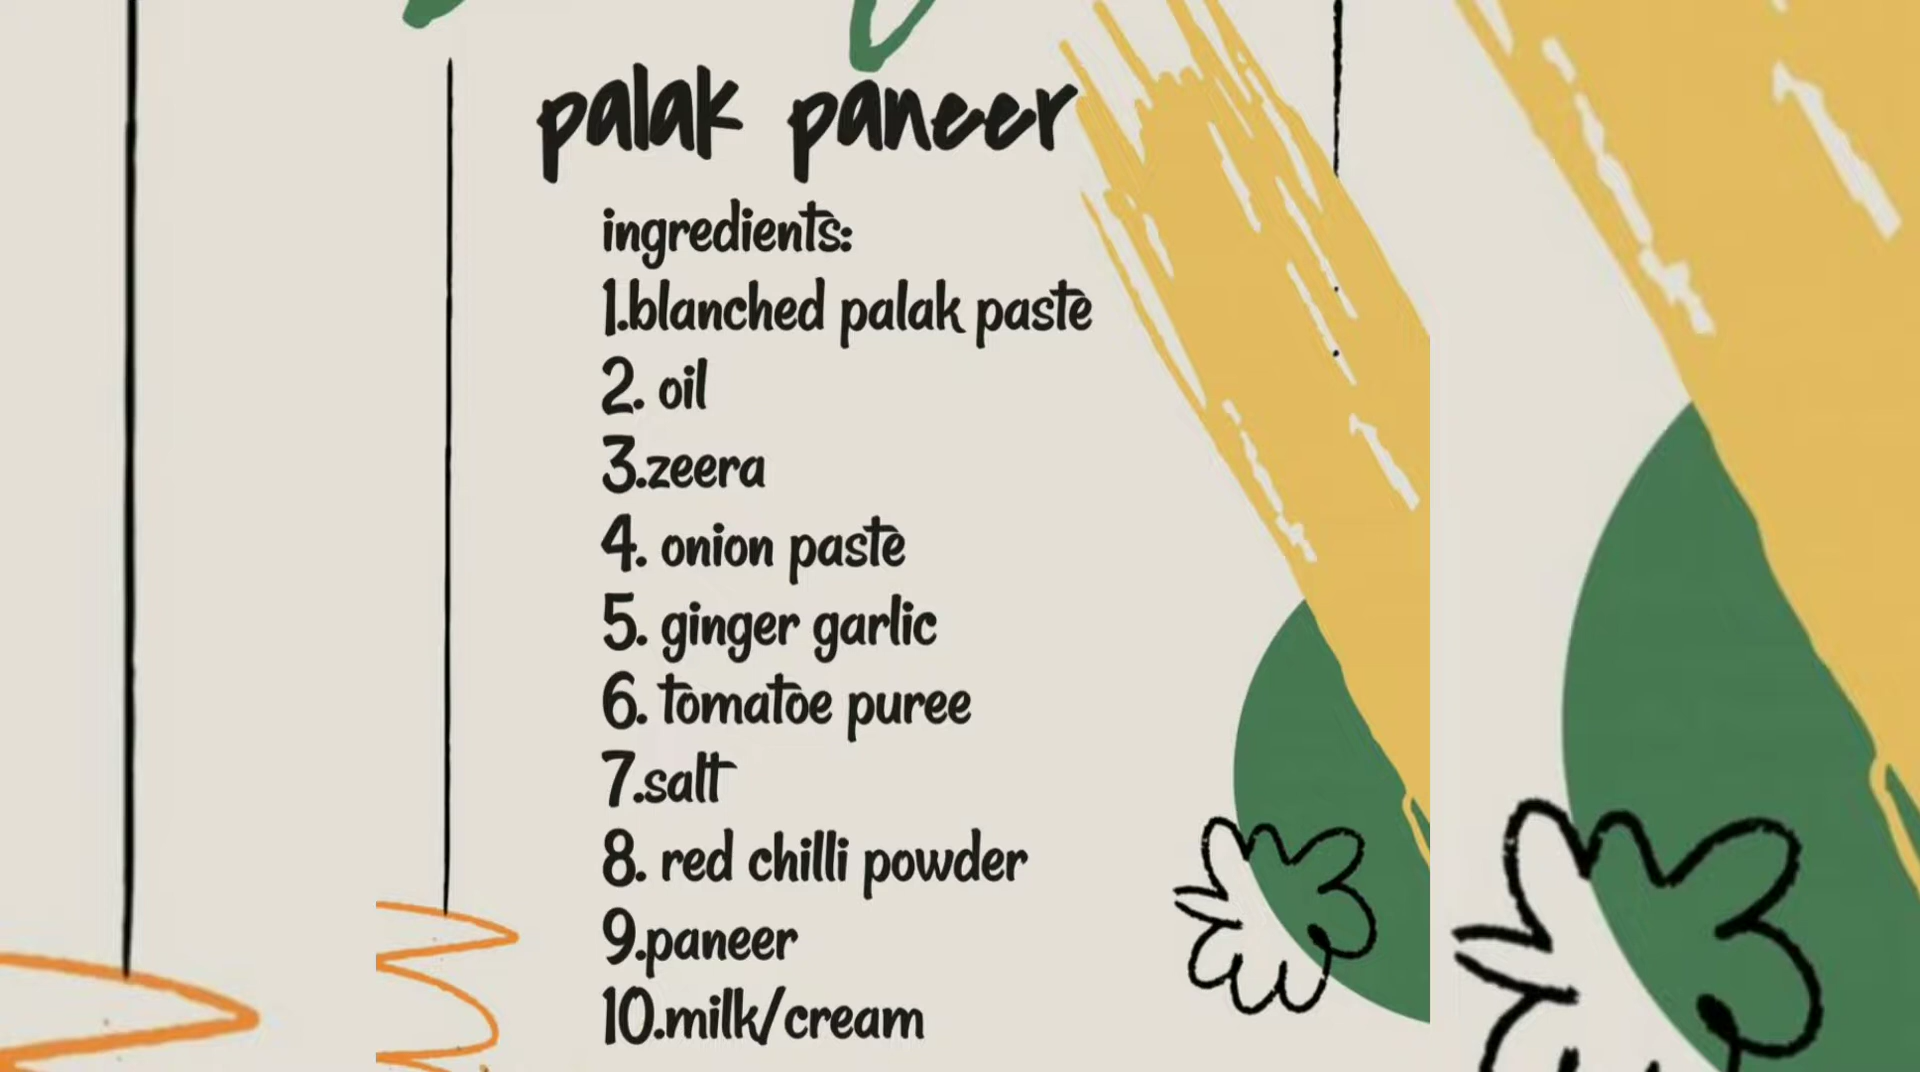 palak paneer
ingredients:
1.blanched palak paste
2. oil
3.zeera
4. onion paste
5. ginger garlic
6. tomatoe puree
7.salt
8. red chilli powder
9.paneer
10.milk/cream